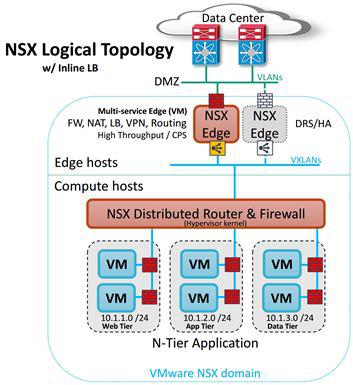 Data Center
NSX Logical Topology
w/ Inline LB
DMZ
VLANs
Multi-service Edge (VM)
FW, NAT, LB, VPN, Routing
High Throughput / CPS
NSX
Edge
NSX
Edge
DRS/HA
Edge hosts
VXLANs
Compute hosts
NSX Distributed Router & Firewall
(Hypervisor kernel)
VM
VM
VM
VM
VM
VM
10.1.1.0 /24
Web Tier
10.1.2.0 /24
App Tier
10.1.3.0 /24
Data Tier
N-Tier Application
VMware NSX domain